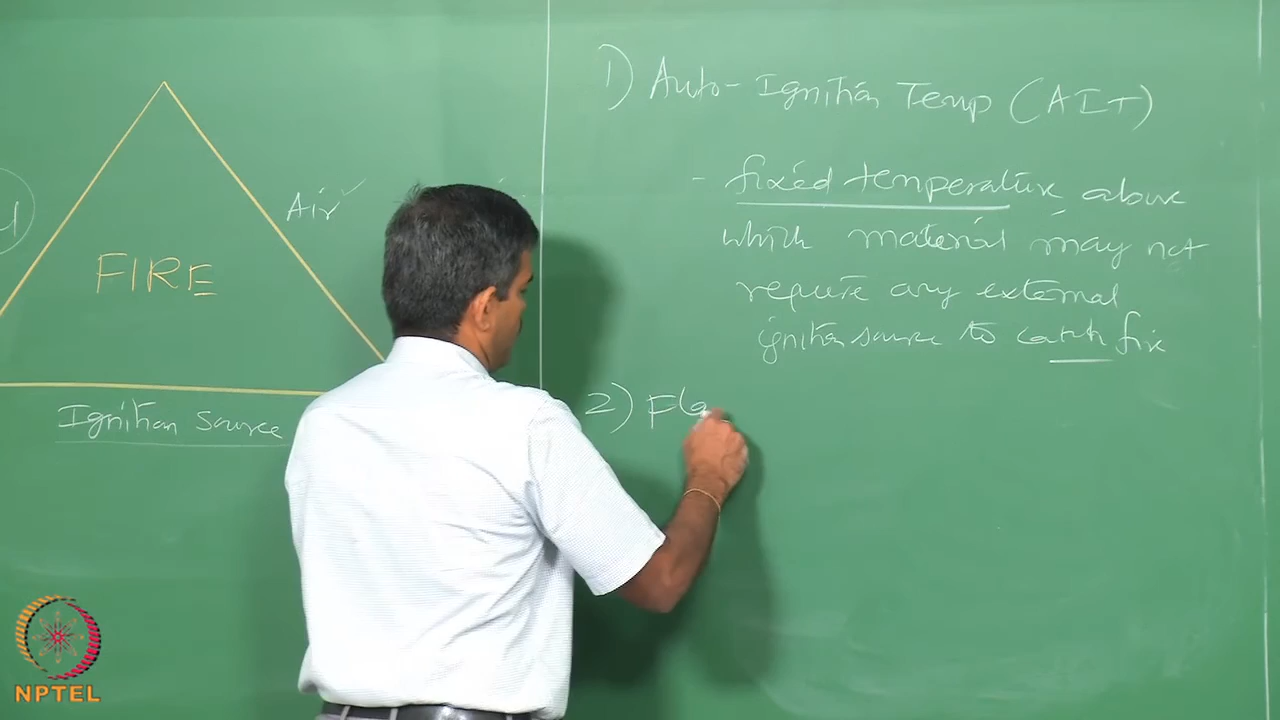 FIRE
Air
Ignition Source
1) Auto-Ignition Temp (AIT)
- fixed temperature above
which material may not
require any external
ignition source to catch fire
2) Fla
NPTEL